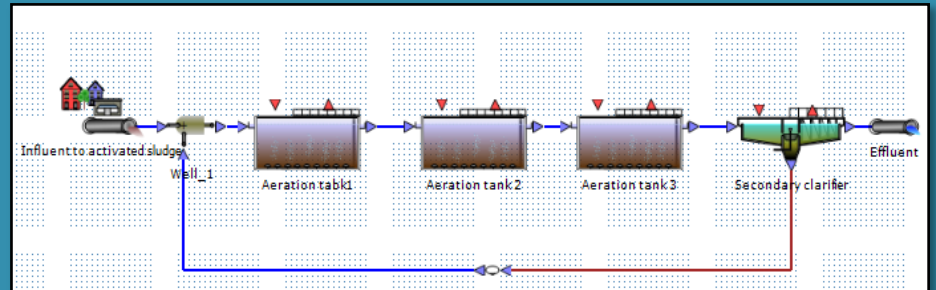 Influent to activated sludge
Well_1
Aeration tabk1
Aeration tank 2
Aeration tank 3
Secondary clarifier
Effluent